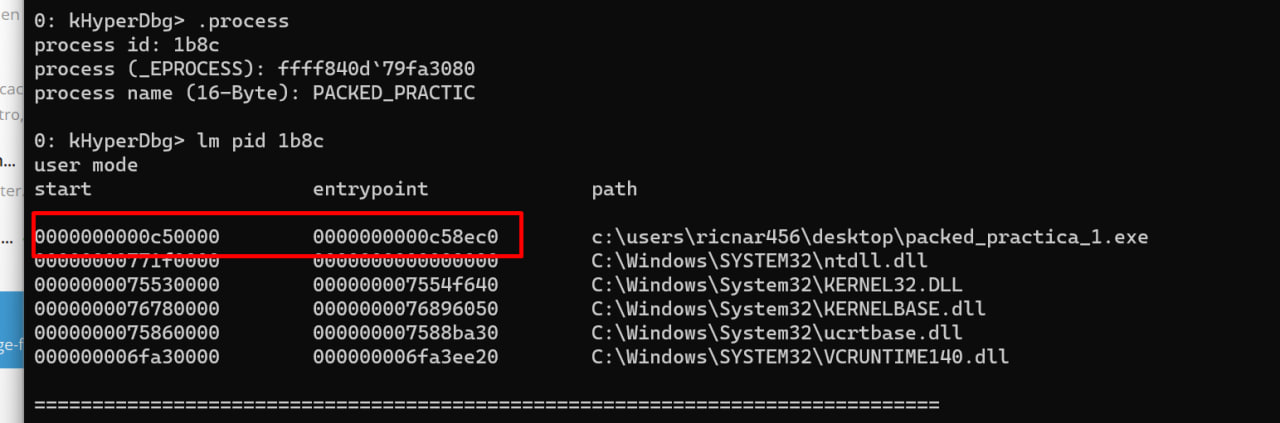 0: kHyperDbg> .process
process id: 1b8c
process (_EPROCESS): ffff840d`79fa3080
process name (16-Byte): PACKED_PRACTIC
0: kHyperDbg> lm pid 1b8c
user mode
start entrypoint path
0000000000c50000 0000000000c58ec0 c:\users\ricnar456\desktop\packed_practica_1.exe
00000000771f0000 0000000000000000 C:\Windows\SYSTEM32\ntdll.dll
0000000075530000 000000007554f640 C:\Windows\System32\KERNEL32.DLL
0000000076780000 0000000076896050 C:\Windows\System32\KERNELBASE.dll
0000000075860000 000000007588ba30 C:\Windows\System32\ucrtbase.dll
000000006fa30000 000000006fa3ee20 C:\Windows\SYSTEM32\VCRUNTIME140.dll
==============================================================================